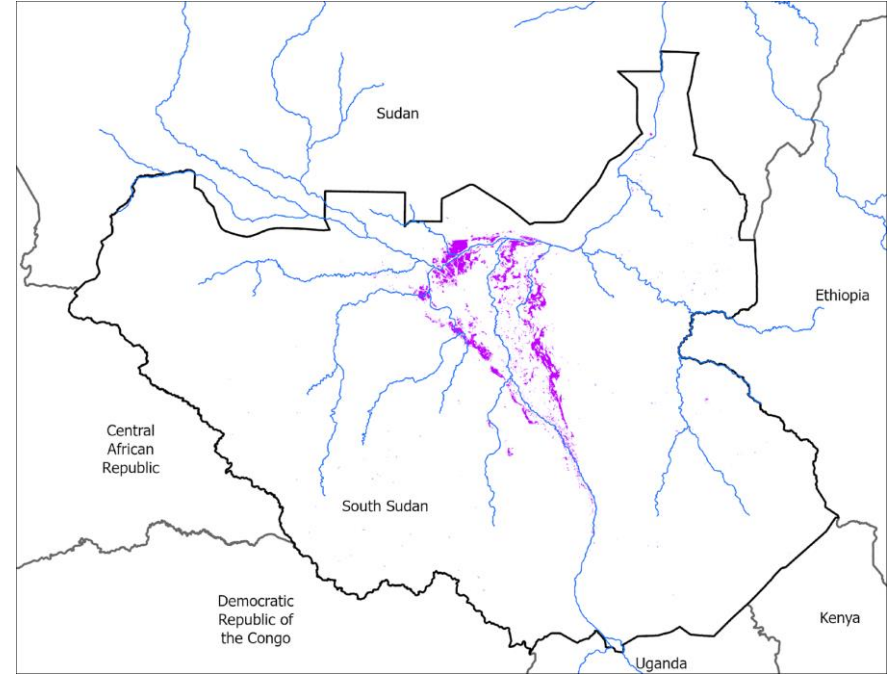 Sudan
Ethiopia
Central
African
Republic
South Sudan
Democratic
Republic of
the Congo
Kenya
Uganda